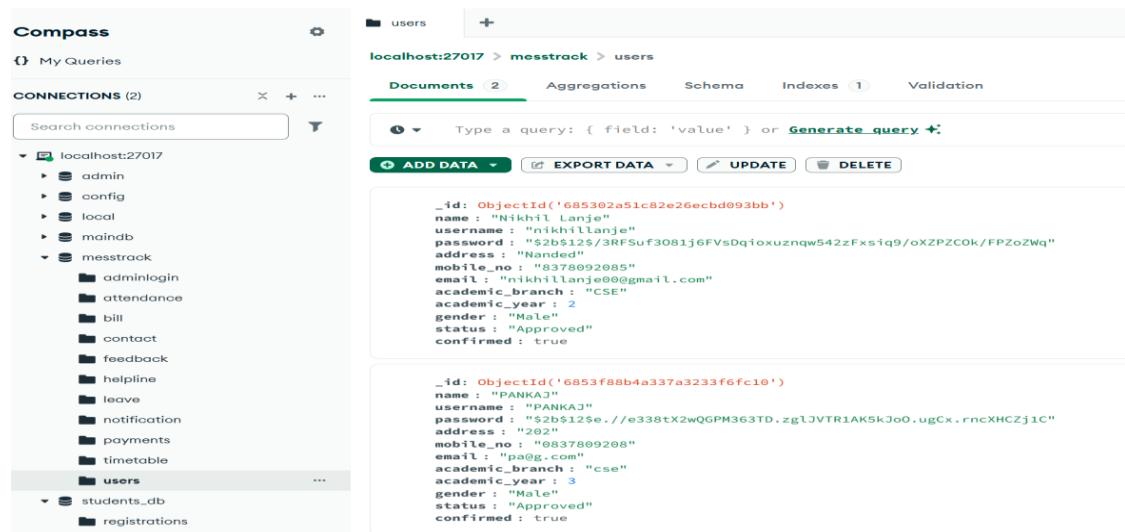 Compass
{} My Queries
CONNECTIONS (2)
Search connections
localhost:27017
admin
config
local
maindb
messtrack
adminlogin
attendance
bill
contact
feedback
helpline
leave
notification
payments
timetable
users
students_db
registrations
users
localhost:27017 > messtrack > users
Documents 2 Aggregations Schema Indexes 1 Validation
Type a query: { field: 'value' } or Generate query
ADD DATA EXPORT DATA UPDATE DELETE
_id: ObjectId('685302a51c82e26ecbd093bb')
name : "Nikhil Lanje"
username : "nikhillanje"
password : "$2b$12$/3RFSuf3O81j6FVsDqioxuznqw542zFxsiq9/oXZPZCOk/FPZoZWq"
address : "Nanded"
mobile_no : "8378092085"
email : "nikhillanje00@gmail.com"
academic_branch : "CSE"
academic_year : 2
gender : "Male"
status : "Approved"
confirmed : true
_id: ObjectId('6853f88b4a337a3233f6fc10')
name : "PANKAJ"
username : "PANKAJ"
password : "$2b$12$e.//e338tX2wQGPM363TD.zglJVTR1AK5kJoO.ugCx.rncXHCZj1C"
address : "202"
mobile_no : "0837809208"
email : "pa@g.com"
academic_branch : "cse"
academic_year : 3
gender : "Male"
status : "Approved"
confirmed : true